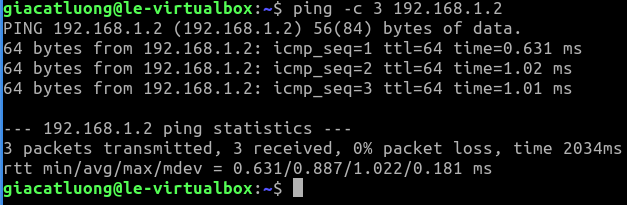 giacatluong@le-virtualbox:~$ ping -c 3 192.168.1.2
PING 192.168.1.2 (192.168.1.2) 56(84) bytes of data.
64 bytes from 192.168.1.2: icmp_seq=1 ttl=64 time=0.631 ms
64 bytes from 192.168.1.2: icmp_seq=2 ttl=64 time=1.02 ms
64 bytes from 192.168.1.2: icmp_seq=3 ttl=64 time=1.01 ms
--- 192.168.1.2 ping statistics ---
3 packets transmitted, 3 received, 0% packet loss, time 2034ms
rtt min/avg/max/mdev = 0.631/0.887/1.022/0.181 ms
giacatluong@le-virtualbox:~$